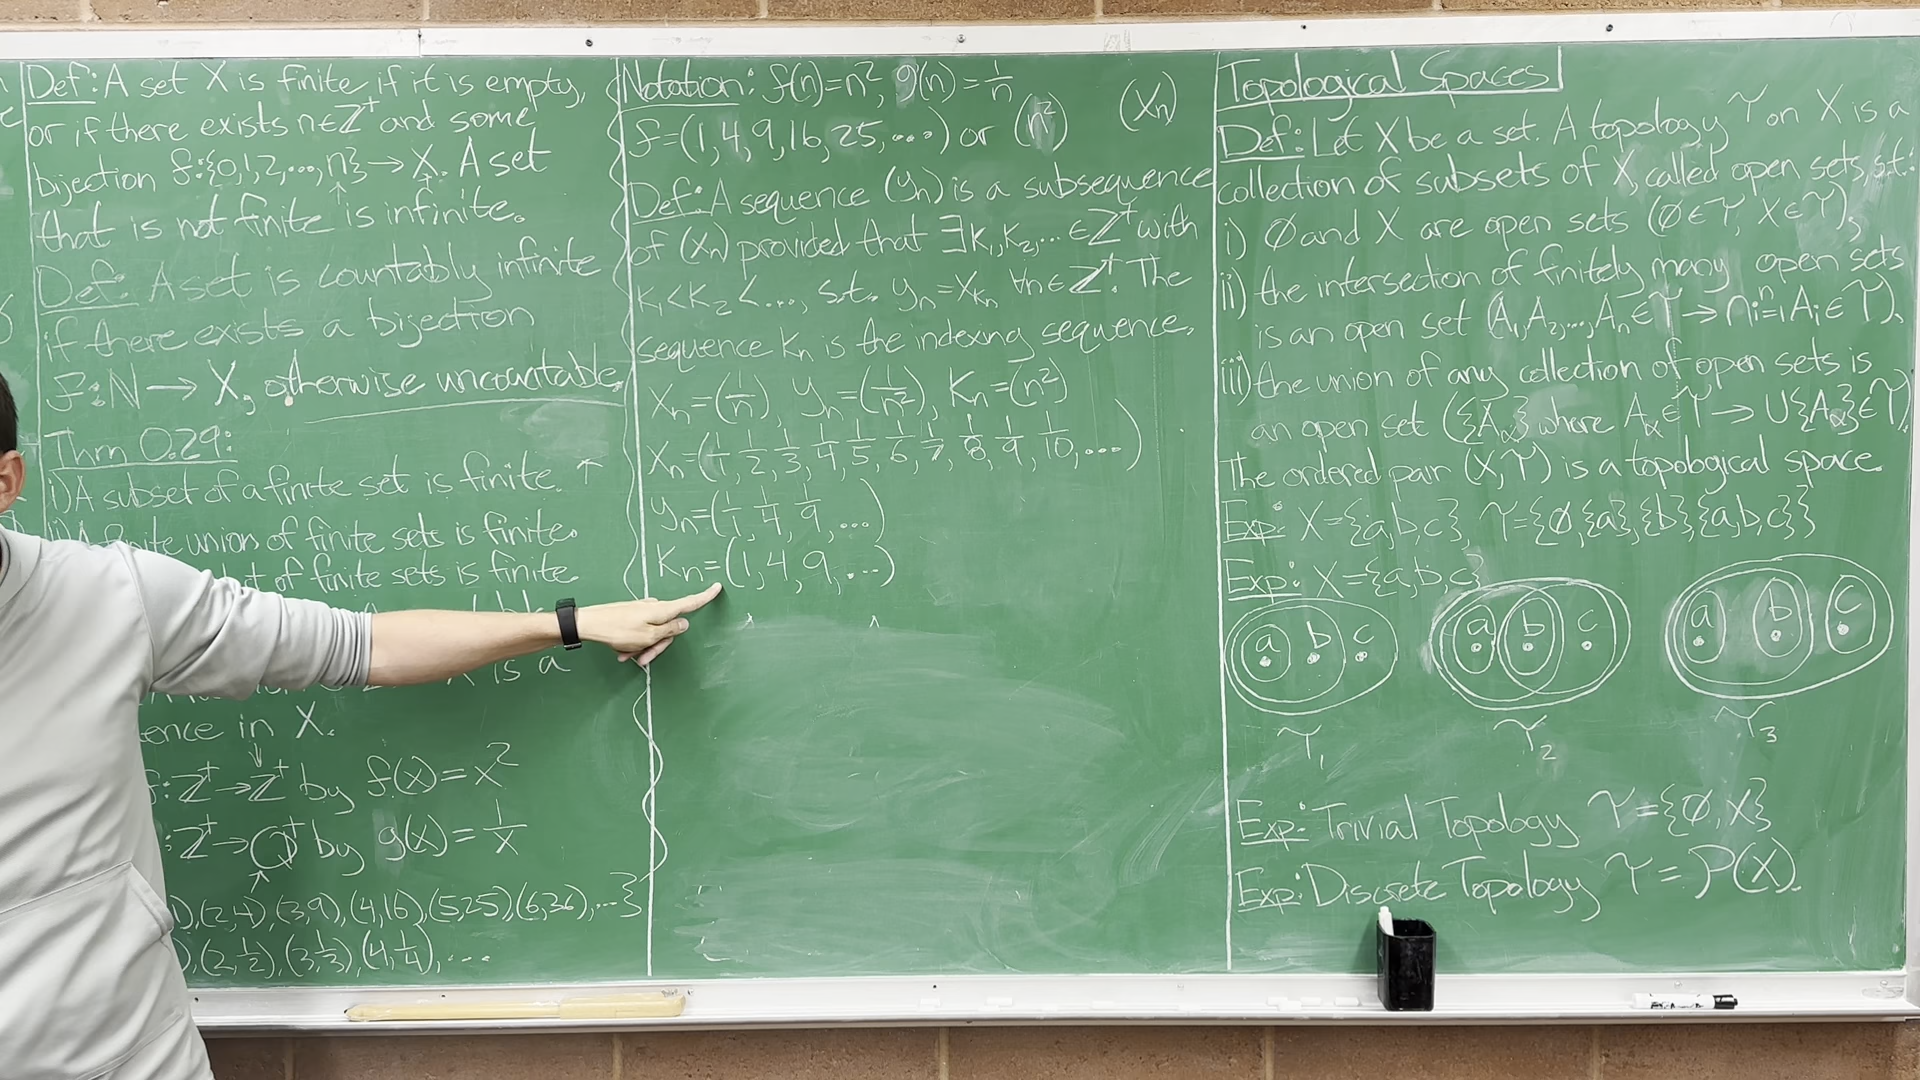 Def: A set X is finite if it is empty,
or if there exists n∈Z⁺ and some
bijection f:{0,1,2,...,n}→X. A set
that is not finite is infinite.
Def: A set is countably infinite
if there exists a bijection
f:N→X, otherwise uncountable.
Thm 0.29:
i) A subset of a finite set is finite.
finite union of finite sets is finite.
of finite sets is finite.
is a
ence in X.
f:Z⁺→Z⁺ by f(x)=x²
:Z⁺→Q⁺ by g(x)=1/x
),(2,4),(3,9),(4,16),(5,25),(6,36),...}
),(2,1/2),(3,1/3),(4,1/4),...
Notation: f(n)=n², g(n)=1/n
f=(1,4,9,16,25,...) or (n²) (Xn)
Def: A sequence (yn) is a subsequence
of (xn) provided that ∃k₁,k₂,...∈Z⁺ with
k₁<k₂<..., s.t. yn=xkn ∀n∈Z⁺. The
sequence kn is the indexing sequence.
Xn=(1/n), yn=(1/n²), Kn=(n²)
Xn=(1/1,1/2,1/3,1/4,1/5,1/6,1/7,1/8,1/9,1/10,...)
yn=(1/1,1/4,1/9,...)
Kn=(1,4,9,...)
Topological Spaces
Def: Let X be a set. A topology τ on X is a
collection of subsets of X, called open sets, s.t.
i) ∅ and X are open sets (∅∈τ, X∈τ),
ii) the intersection of finitely many open sets
is an open set (A₁,A₂,...,Aₙ∈τ→∩ⁿi=1 Ai∈τ),
iii) the union of any collection of open sets is
an open set ({Aα} where Aα∈τ→∪{Aα}∈τ)
The ordered pair (X,τ) is a topological space.
Exp: X={a,b,c}, τ={∅,{a},{b},{a,b,c}}
Exp: X={a,b,c}
a b c a b c a b c
τ₁ τ₂ τ₃
Exp: Trivial Topology τ={∅,X}
Exp: Discrete Topology τ=P(X).